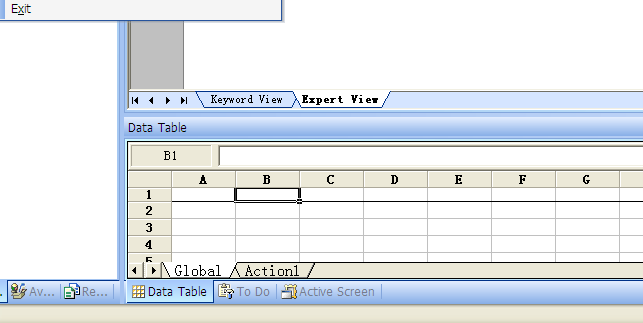 Exit
Keyword View Expert View
Data Table
B1
A B C D E F G
1
2
3
4
5
Global Action1
Av... Re... Data Table To Do Active Screen